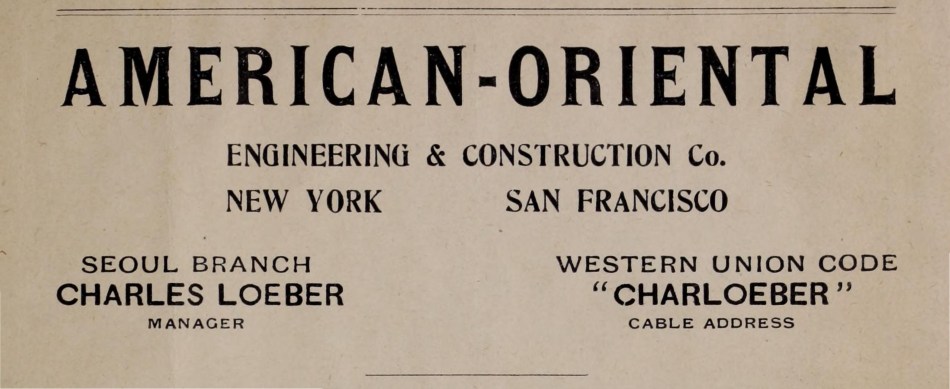 AMERICAN-ORIENTAL
ENGINEERING & CONSTRUCTION Co.
NEW YORK SAN FRANCISCO
SEOUL BRANCH
CHARLES LOEBER
MANAGER
WESTERN UNION CODE
"CHARLOEBER"
CABLE ADDRESS